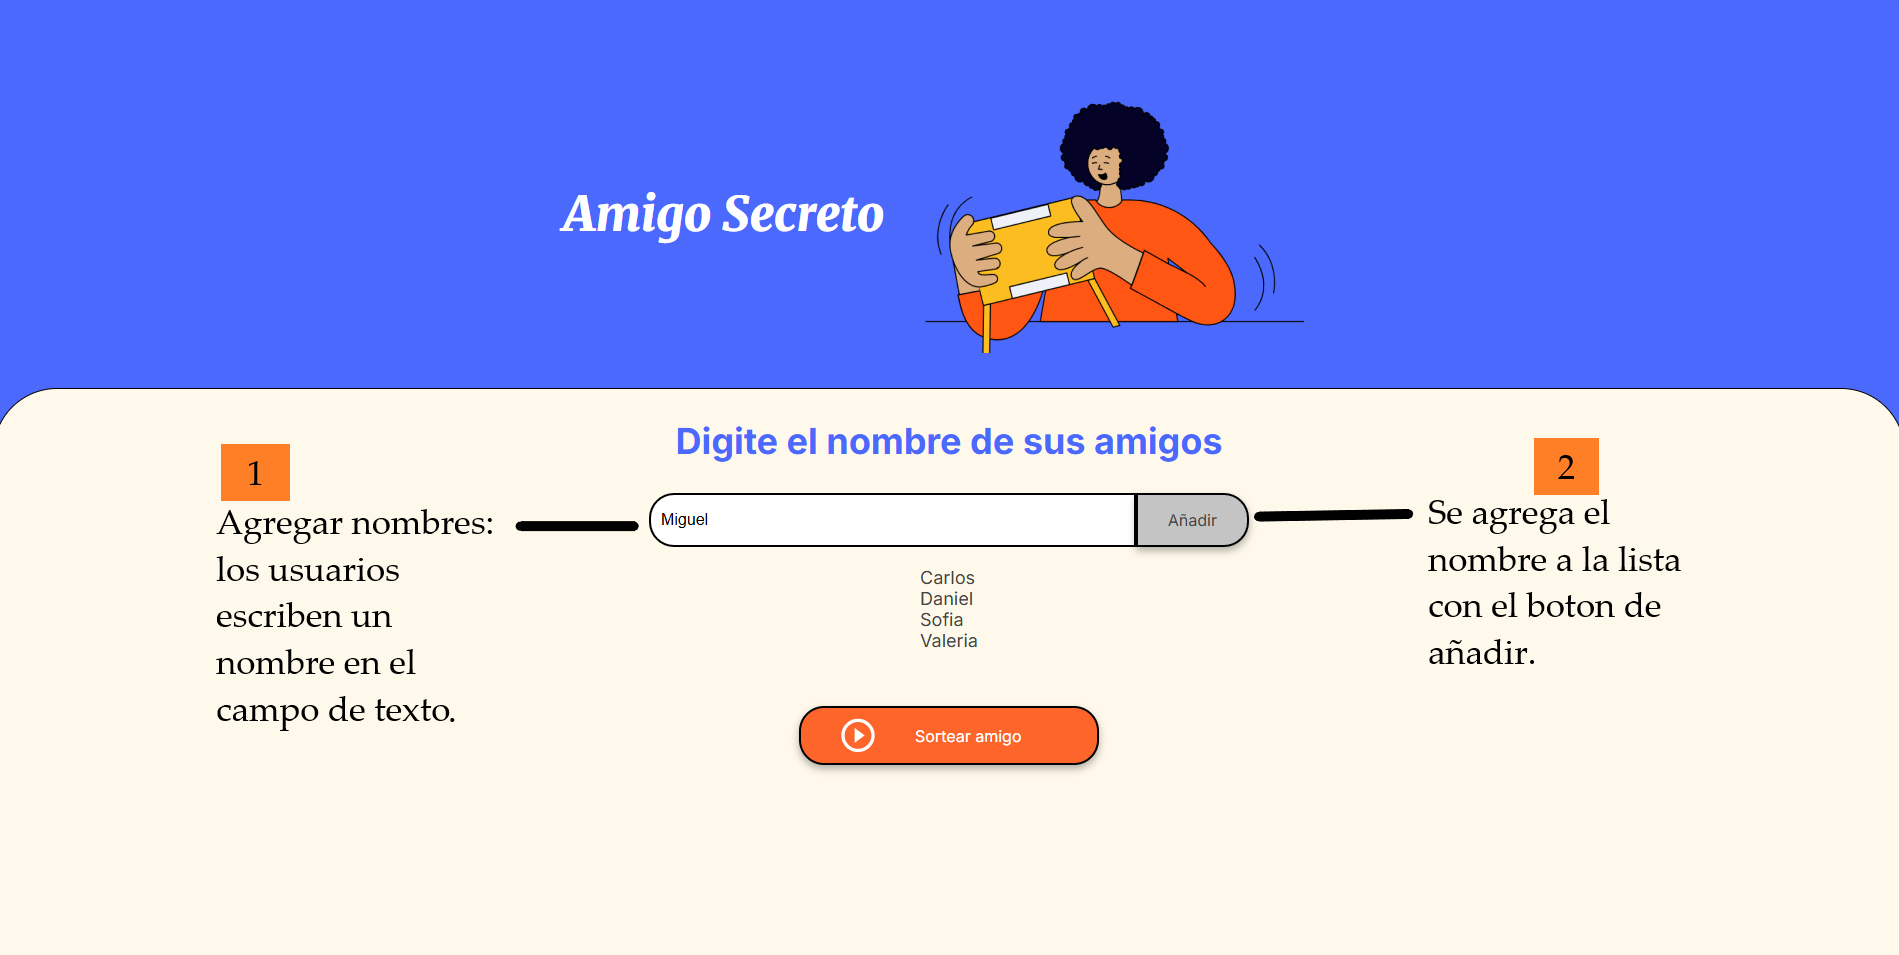 Amigo Secreto
Digite el nombre de sus amigos
1
Agregar nombres:
los usuarios
escriben un
nombre en el
campo de texto.
Miguel
Añadir
2
Se agrega el
nombre a la lista
con el boton de
añadir.
Carlos
Daniel
Sofia
Valeria
Sortear amigo